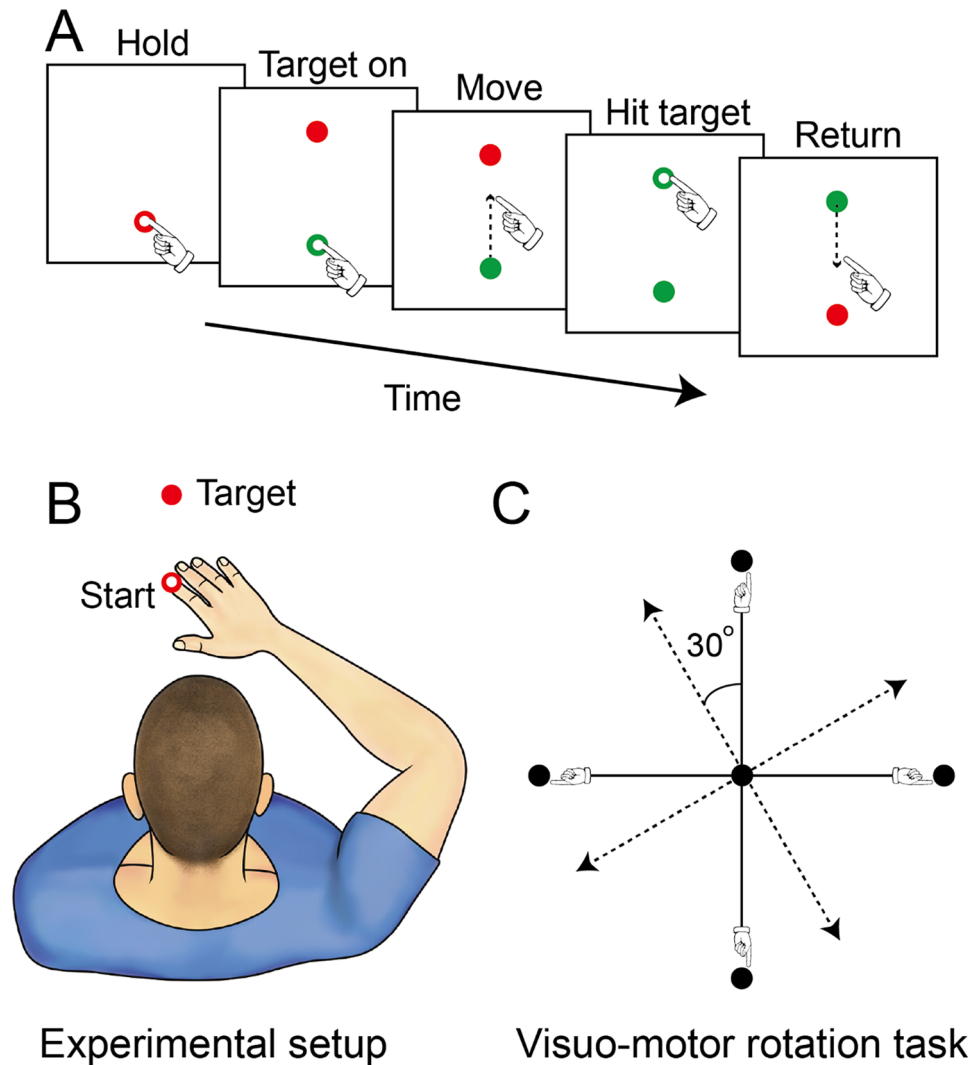 A
Hold
Target on
Move
Hit target
Return
Time
B
Target
Start
C
30°
Experimental setup
Visuo-motor rotation task